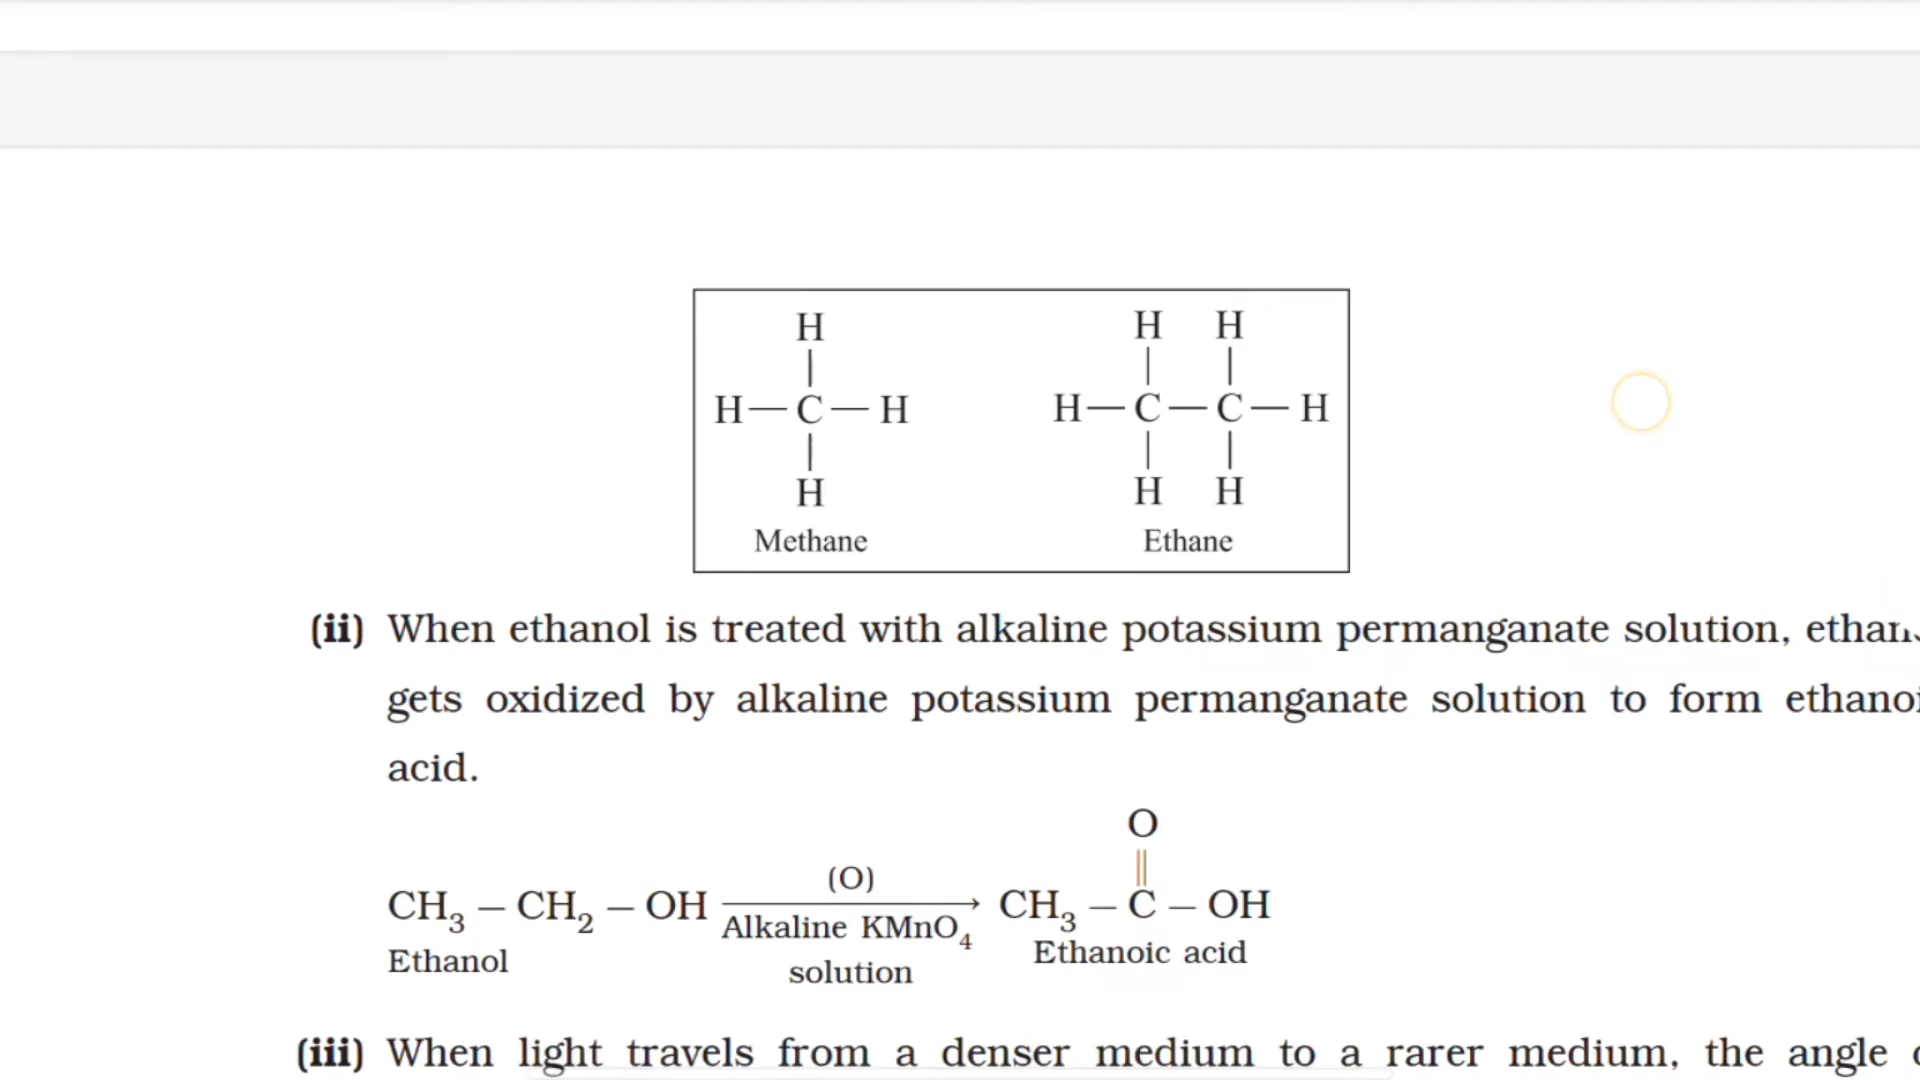 H H H
| | |
H—C—H H—C—C—H
| | |
H H H
Methane Ethane
(ii) When ethanol is treated with alkaline potassium permanganate solution,
gets oxidized by alkaline potassium permanganate solution to form
acid.
O
||
(O)
CH₃ – CH₂ – OH → CH₃ – C – OH
Alkaline KMnO₄
Ethanol Ethanoic acid
solution
(iii) When light travels from a denser medium to a rarer medium, the angle